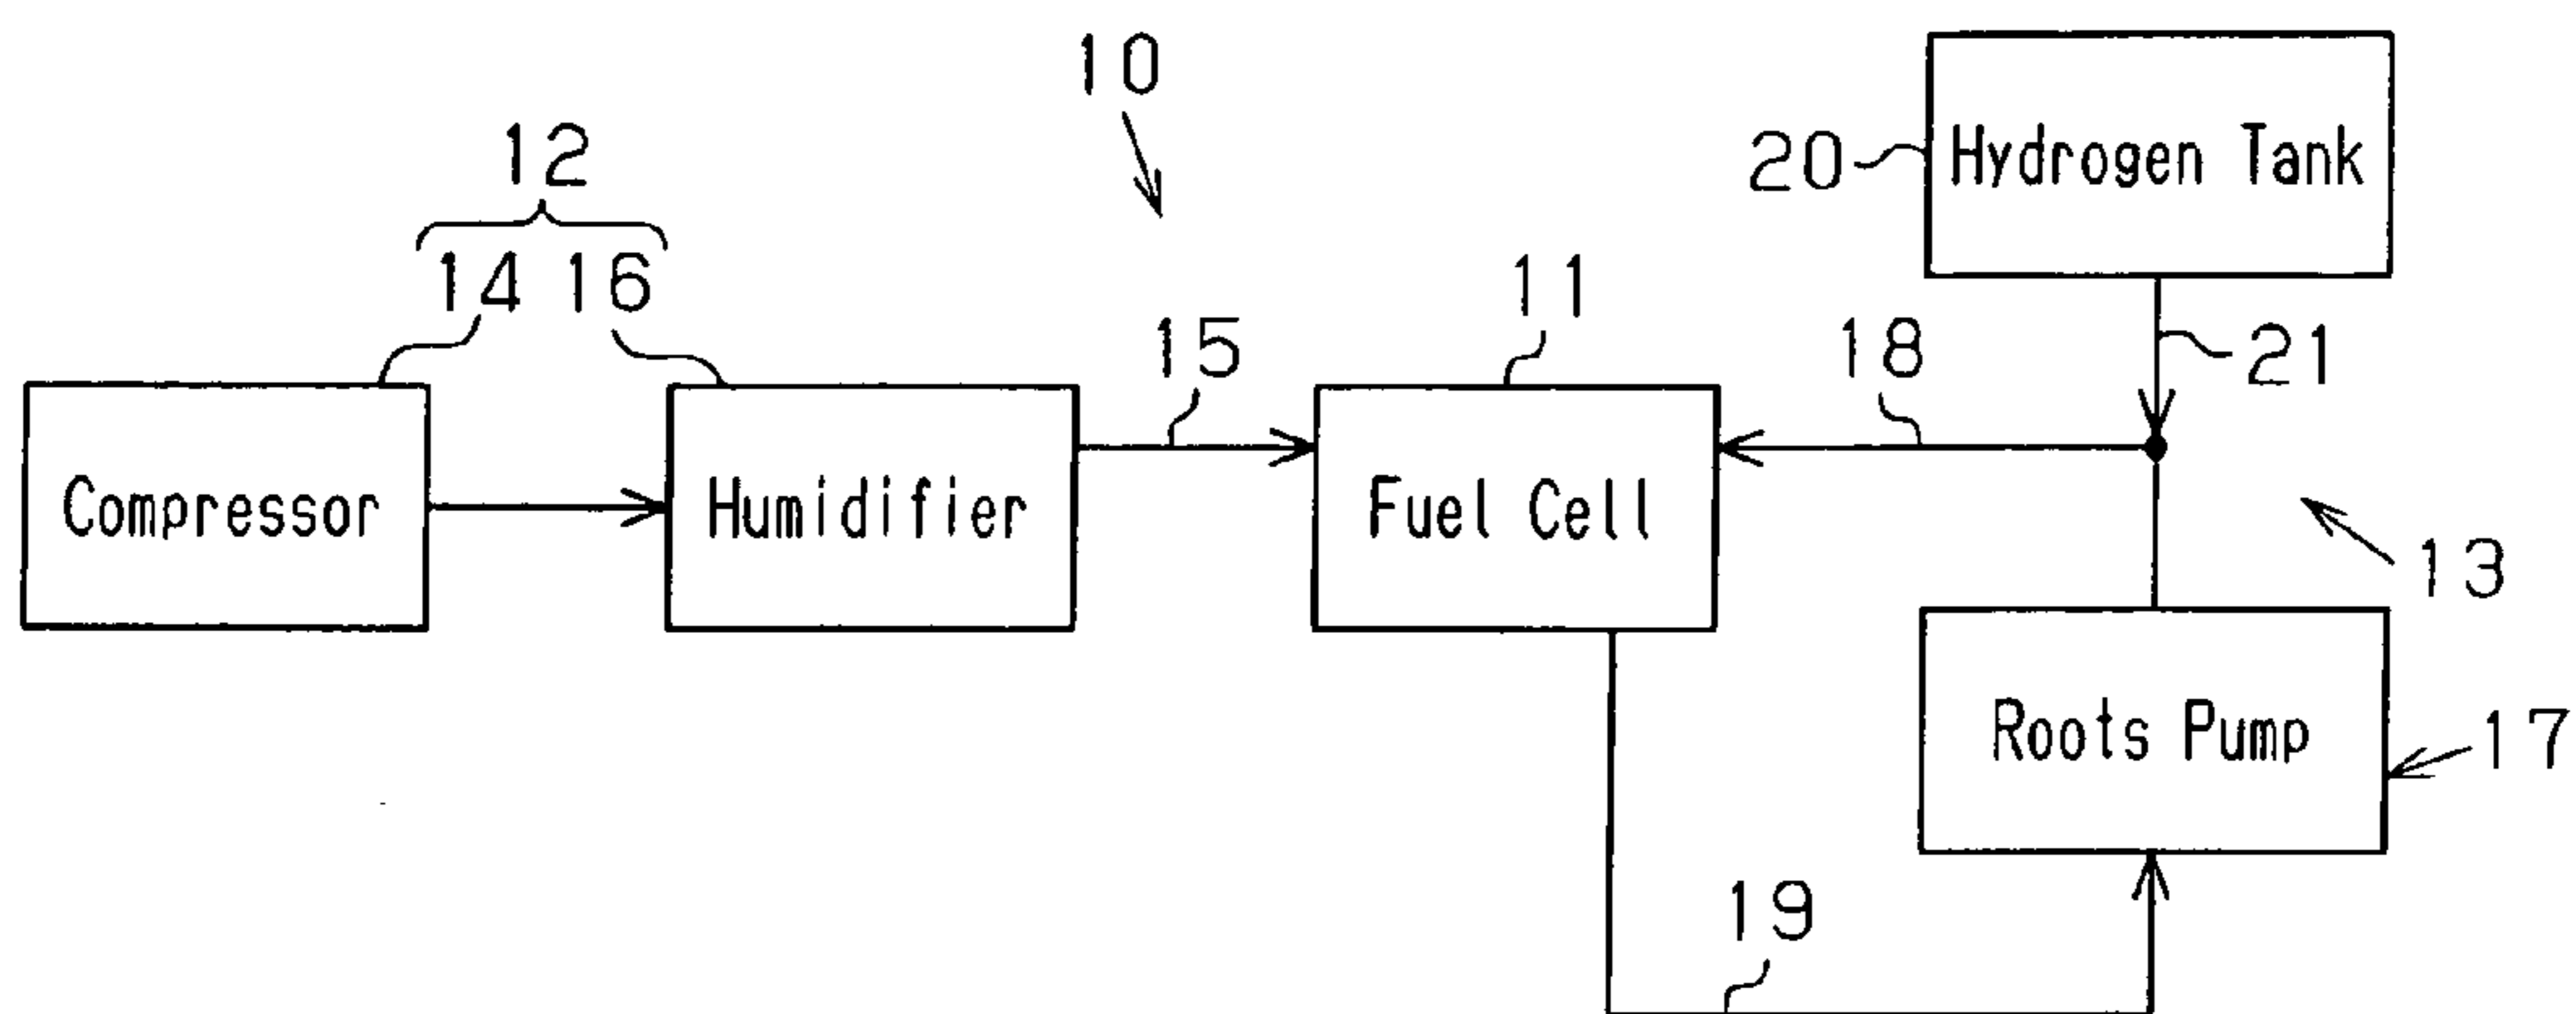 10
12
20
Hydrogen Tank
14 16
15
11
18
21
Compressor
Humidifier
Fuel Cell
13
Roots Pump
17
19